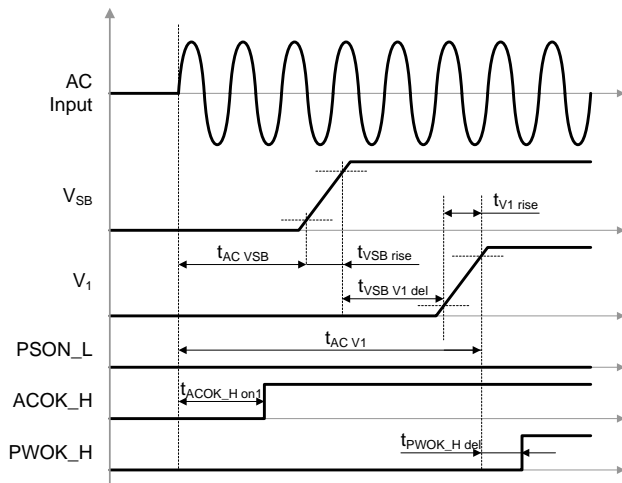 AC
Input
VSB
tV1 rise
tAC VSB
tVSB rise
V1
tVSB V1 del
PSON_L
tAC V1
ACOK_H
tACOK_H on1
PWOK_H
tPWOK_H del